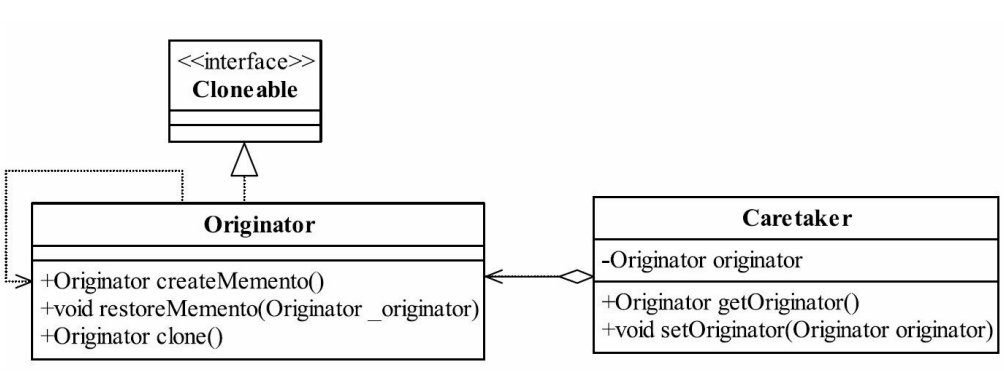 <<interface>>
Cloneable
Originator
+Originator createMemento()
+void restoreMemento(Originator _originator)
+Originator clone()
Caretaker
-Originator originator
+Originator getOriginator()
+void setOriginator(Originator originator)